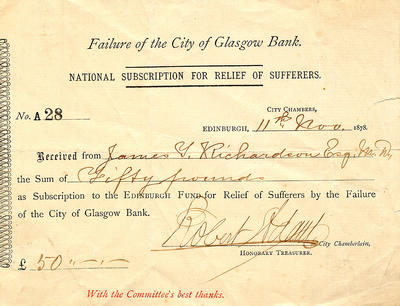 Failure of the City of Glasgow Bank.
NATIONAL SUBSCRIPTION FOR RELIEF OF SUFFERERS.
No. A 28
CITY CHAMBERS,
EDINBURGH, 11th Nov. 1878.
Received from James T. Richardson Esq. M.D.
the Sum of Fifty pounds
as Subscription to the EDINBURGH FUND for Relief of Sufferers by the Failure
of the City of Glasgow Bank.
Robert Adam City Chamberlain,
HONORARY TREASURER.
£ 50 " - " -
With the Committee's best thanks.